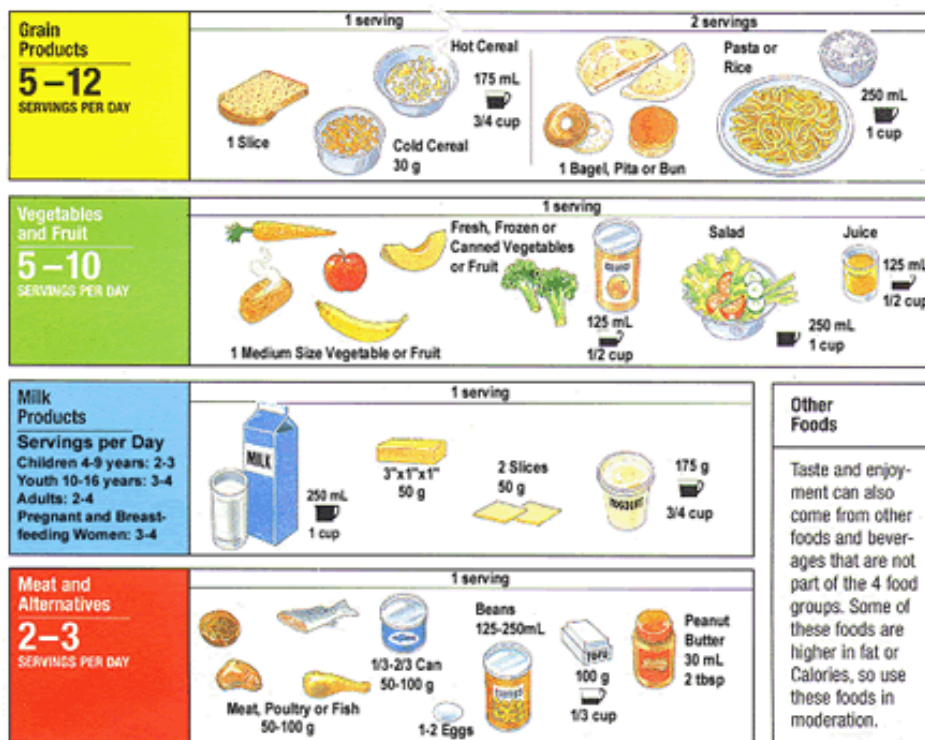 Grain
Products
5–12
SERVINGS PER DAY
1 serving
1 Slice
Hot Cereal
175 mL
3/4 cup
Cold Cereal
30 g
2 servings
1 Bagel, Pita or Bun
Pasta or
Rice
250 mL
1 cup
Vegetables
and Fruit
5–10
SERVINGS PER DAY
1 serving
1 Medium Size Vegetable or Fruit
Fresh, Frozen or
Canned Vegetables
or Fruit
125 mL
1/2 cup
Salad
250 mL
1 cup
Juice
125 mL
1/2 cup
Milk
Products
Servings per Day
Children 4-9 years: 2-3
Youth 10-16 years: 3-4
Adults: 2-4
Pregnant and Breast-
feeding Women: 3-4
1 serving
MILK
250 mL
1 cup
3"x1"x1"
50 g
2 Slices
50 g
YOGOURT
175 g
3/4 cup
Meat and
Alternatives
2–3
SERVINGS PER DAY
1 serving
Meat, Poultry or Fish
50-100 g
1/3-2/3 Can
50-100 g
1-2 Eggs
Beans
125-250mL
TOFU
100 g
1/3 cup
Peanut
Butter
30 mL
2 tbsp
Other
Foods
Taste and enjoy-
ment can also
come from other
foods and bever-
ages that are not
part of the 4 food
groups. Some of
these foods are
higher in fat or
Calories, so use
these foods in
moderation.